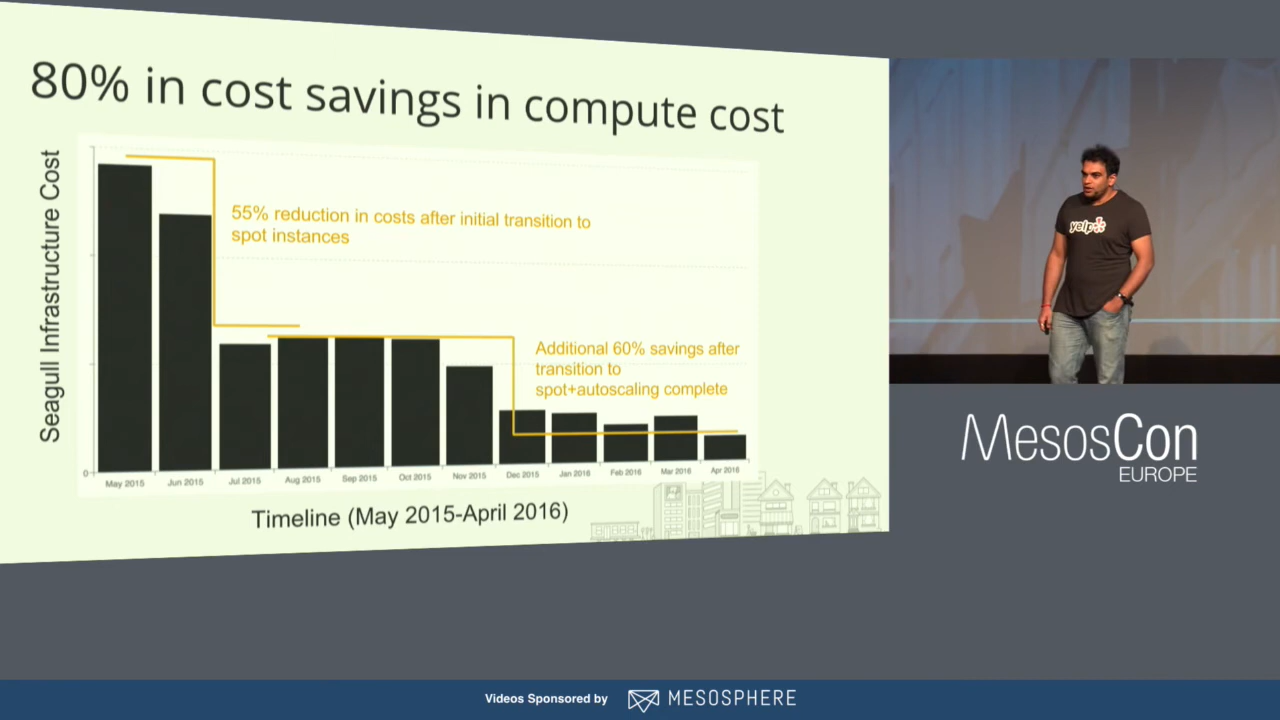 80% in cost savings in compute cost
Seagull Infrastructure Cost
55% reduction in costs after initial transition to
spot instances
Additional 60% savings after
transition to
spot+autoscaling complete
0
May 2015
Jun 2015
Jul 2015
Aug 2015
Sep 2015
Oct 2015
Nov 2015
Dec 2015
Jan 2016
Feb 2016
Mar 2016
Apr 2016
Timeline (May 2015-April 2016)
yelp
MesosCon
EUROPE
Videos Sponsored by
MESOSPHERE